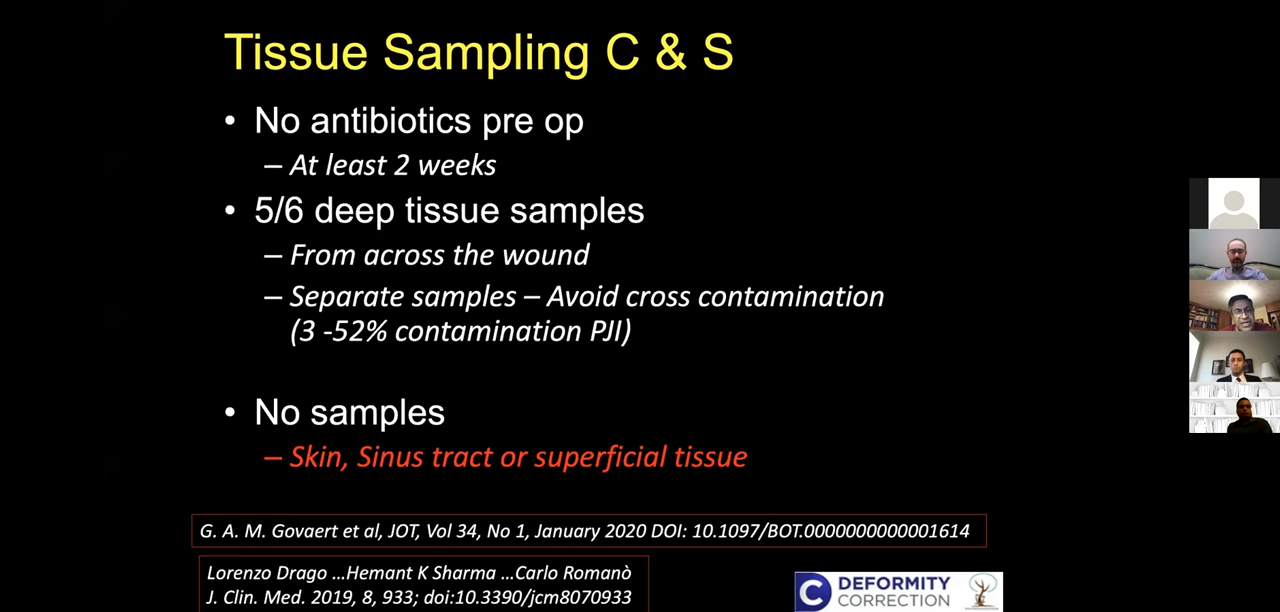 Tissue Sampling C & S
• No antibiotics pre op
– At least 2 weeks
• 5/6 deep tissue samples
– From across the wound
– Separate samples – Avoid cross contamination
(3 -52% contamination PJI)
• No samples
– Skin, Sinus tract or superficial tissue
G. A. M. Govaert et al, JOT, Vol 34, No 1, January 2020 DOI: 10.1097/BOT.0000000000001614
Lorenzo Drago ...Hemant K Sharma ...Carlo Romanò
J. Clin. Med. 2019, 8, 933; doi:10.3390/jcm8070933
C DEFORMITY
CORRECTION